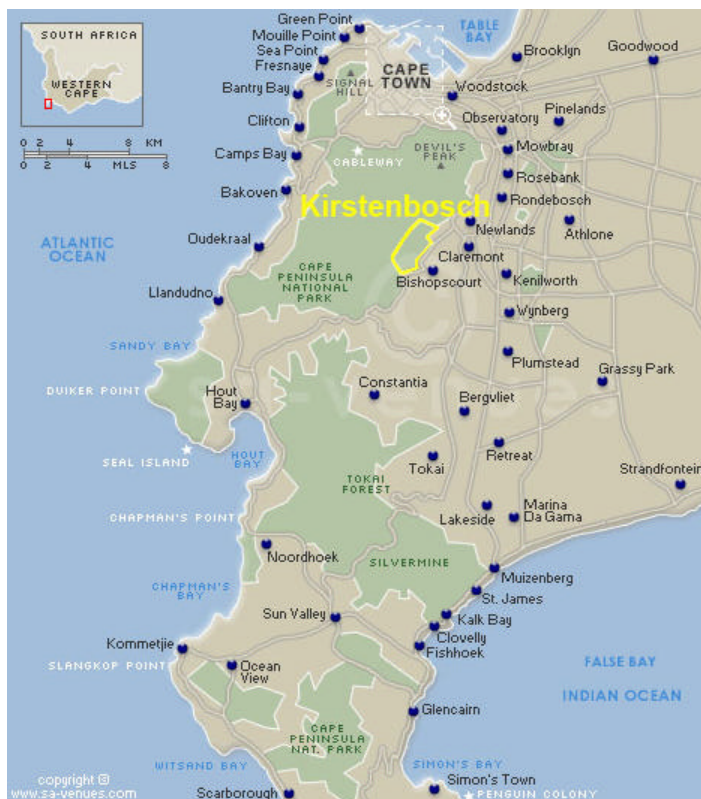 Green Point
Mouille Point
Sea Point
Fresnaye
Bantry Bay
Clifton
Camps Bay
Bakoven
Oudekraal
Llandudno
SOUTH AFRICA
WESTERN
CAPE
0 2 4 8 KM
0 2 4 8
MLS
TABLE
BAY
CAPE
TOWN
SIGNAL
HILL
Brooklyn
Goodwood
Woodstock
Observatory
Pinelands
Mowbray
CABLEWAY
DEVIL'S
PEAK
Rosebank
Rondebosch
Kirstenbosch
Newlands
Athlone
Claremont
Bishopscourt
Kenilworth
ATLANTIC
OCEAN
CAPE
PENINSULA
NATIONAL
PARK
Wynberg
SANDY BAY
Plumstead
Grassy Park
DUIKER POINT
Hout
Bay
Constantia
Bergvliet
sa-venues
SEAL ISLAND
HOUT
BAY
Tokai
Retreat
Strandfontein
TOKAI
FOREST
CHAPMAN'S POINT
Lakeside
Marina
Da Gama
Noordhoek
SILVERMINE
Muizenberg
CHAPMAN'S
BAY
St. James
Sun Valley
Kalk Bay
Clovelly
Fishhoek
Kommetjie
SLANGKOP POINT
Ocean
View
FALSE BAY
INDIAN OCEAN
Glencairn
CAPE
PENINSULA
NAT. PARK
WITSAND BAY
SIMON'S BAY
Simon's Town
PENGUIN COLONY
Scarborough
copyright ©
www.sa-venues.com